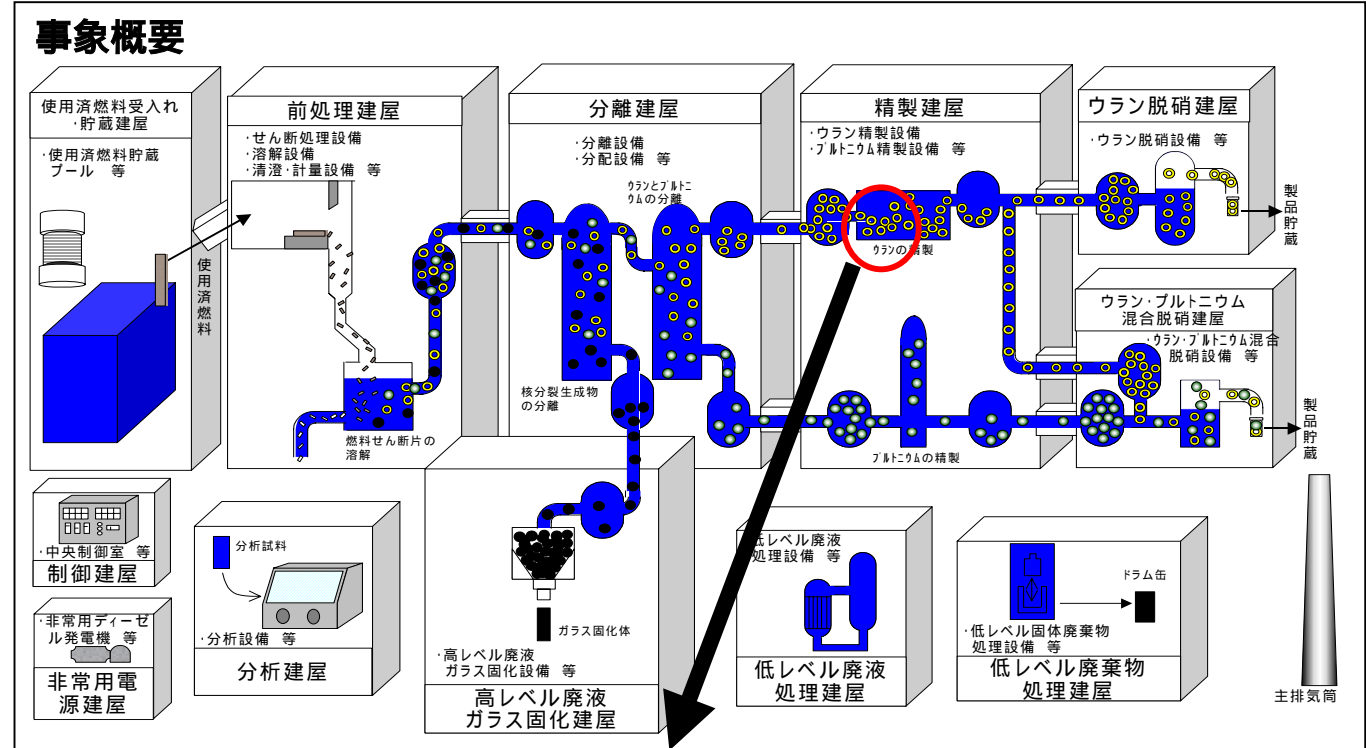 事象概要
使用済燃料受入れ
・貯蔵建屋
・使用済燃料貯蔵
プール 等
使用済燃料
前処理建屋
・せん断処理設備
・溶解設備
・清澄・計量設備 等
燃料せん断片の
溶解
分離建屋
・分離設備
・分配設備 等
ウランとプルトニ
ウムの分離
核分裂生成物
の分離
精製建屋
・ウラン精製設備
・プルトニウム精製設備 等
ウランの精製
プルトニウムの精製
ウラン脱硝建屋
・ウラン脱硝設備 等
製品貯蔵
ウラン・プルトニウム
混合脱硝建屋
・ウラン・プルトニウム混合
脱硝設備 等
製品貯蔵
・中央制御室 等
制御建屋
・非常用ディーゼ
ル発電機 等
非常用電
源建屋
分析試料
・分析設備 等
分析建屋
ガラス固化体
・高レベル廃液
ガラス固化設備 等
高レベル廃液
ガラス固化建屋
低レベル廃液
処理設備 等
低レベル廃液
処理建屋
ドラム缶
・低レベル固体廃棄物
処理設備 等
低レベル廃棄物
処理建屋
主排気筒